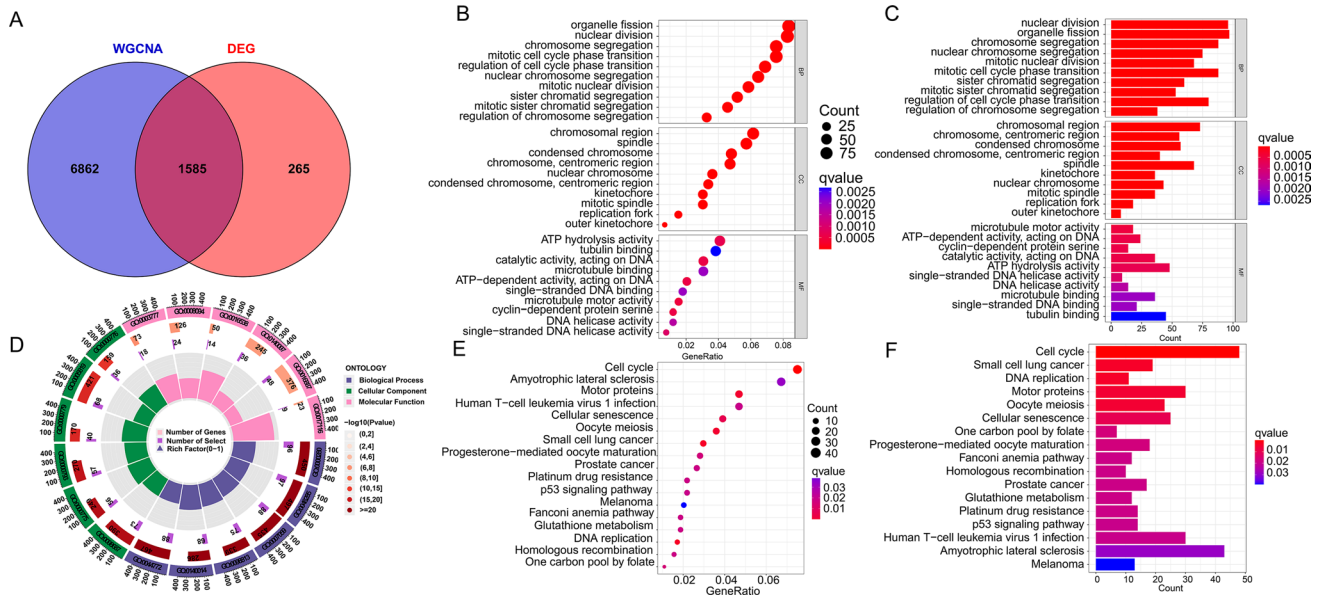 A
WGCNA
DEG
6862
1585
265
B
organelle fission
nuclear division
chromosome segregation
mitotic cell cycle phase transition
regulation of cell cycle phase transition
nuclear chromosome segregation
mitotic nuclear division
sister chromatid segregation
mitotic sister chromatid segregation
regulation of chromosome segregation
BP
chromosomal region
spindle
condensed chromosome
chromosome, centromeric region
nuclear chromosome
condensed chromosome, centromeric region
kinetochore
mitotic spindle
replication fork
outer kinetochore
CC
ATP hydrolysis activity
tubulin binding
catalytic activity, acting on DNA
microtubule binding
ATP-dependent activity, acting on DNA
single-stranded DNA binding
microtubule motor activity
cyclin-dependent protein serine
DNA helicase activity
single-stranded DNA helicase activity
MF
0.02 0.04 0.06 0.08
GeneRatio
Count
25
50
75
qvalue
0.0025
0.0020
0.0015
0.0010
0.0005
C
nuclear division
organelle fission
chromosome segregation
nuclear chromosome segregation
mitotic nuclear division
mitotic cell cycle phase transition
sister chromatid segregation
mitotic sister chromatid segregation
regulation of cell cycle phase transition
regulation of chromosome segregation
BP
chromosomal region
chromosome, centromeric region
condensed chromosome
condensed chromosome, centromeric region
spindle
kinetochore
nuclear chromosome
mitotic spindle
replication fork
outer kinetochore
CC
microtubule motor activity
ATP-dependent activity, acting on DNA
cyclin-dependent protein serine
catalytic activity, acting on DNA
ATP hydrolysis activity
single-stranded DNA helicase activity
DNA helicase activity
microtubule binding
single-stranded DNA binding
tubulin binding
MF
0 25 50 75 100
Count
qvalue
0.0005
0.0010
0.0015
0.0020
0.0025
D
ONTOLOGY
Biological Process
Cellular Component
Molecular Function
−log10(Pvalue)
(0,2]
(2,4]
(4,6]
(6,8]
(8,10]
(10,15]
(15,20]
>=20
Number of Genes
Number of Select
Rich Factor(0−1)
E
Cell cycle
Amyotrophic lateral sclerosis
Motor proteins
Human T-cell leukemia virus 1 infection
Cellular senescence
Oocyte meiosis
Small cell lung cancer
Progesterone-mediated oocyte maturation
Prostate cancer
Platinum drug resistance
p53 signaling pathway
Melanoma
Fanconi anemia pathway
Glutathione metabolism
DNA replication
Homologous recombination
One carbon pool by folate
0.02 0.04 0.06
GeneRatio
Count
10
20
30
40
qvalue
0.03
0.02
0.01
F
Cell cycle
Small cell lung cancer
DNA replication
Motor proteins
Oocyte meiosis
Cellular senescence
One carbon pool by folate
Progesterone-mediated oocyte maturation
Fanconi anemia pathway
Homologous recombination
Prostate cancer
Glutathione metabolism
Platinum drug resistance
p53 signaling pathway
Human T-cell leukemia virus 1 infection
Amyotrophic lateral sclerosis
Melanoma
0 10 20 30 40 50
Count
qvalue
0.01
0.02
0.03